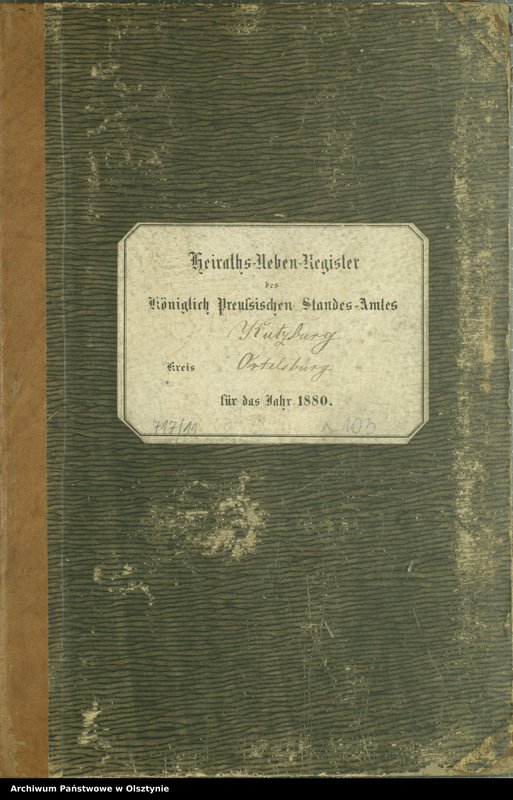 Heiraths-Neben-Register
des
Königlich Preußischen Standes-Amtes
Kutzburg
Kreis Ortelsburg
für das Jahr 1880.
717/11 103
Archiwum Państwowe w Olsztynie